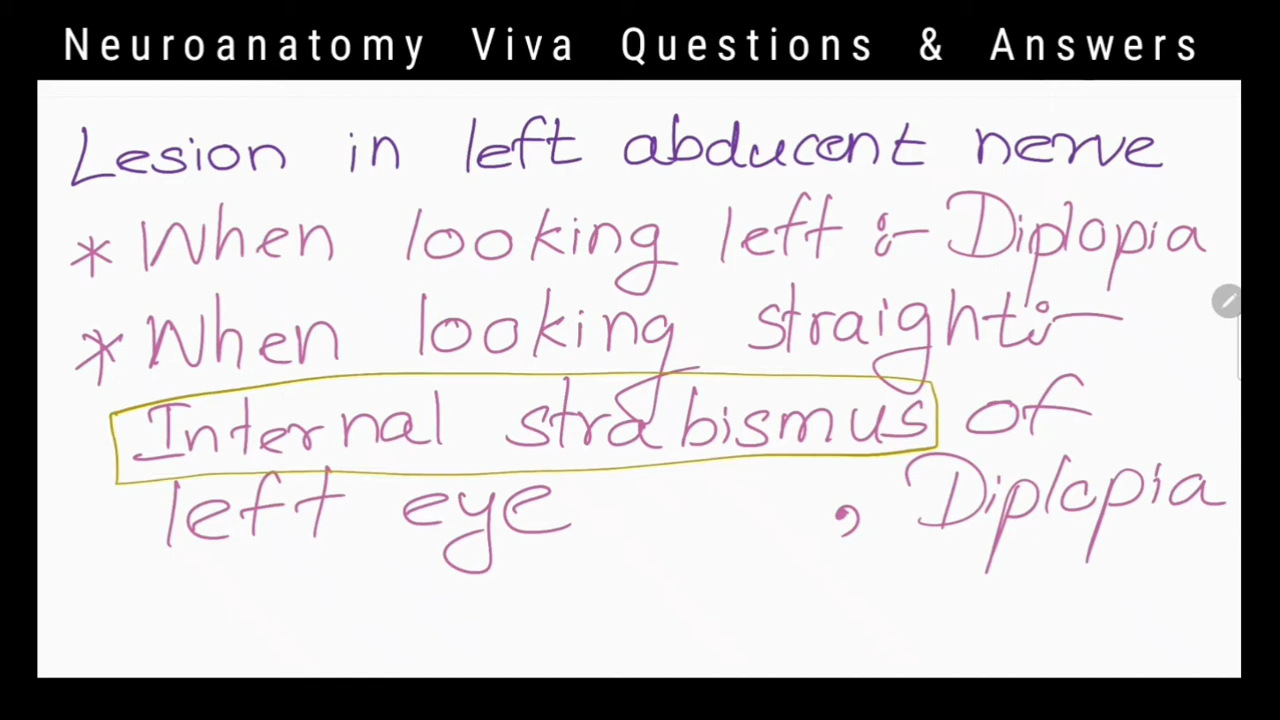 Neuroanatomy Viva Questions & Answers
Lesion in left abducent nerve
* When looking left :- Diplopia
* When looking straight:-
Internal strabismus of
left eye , Diplopia